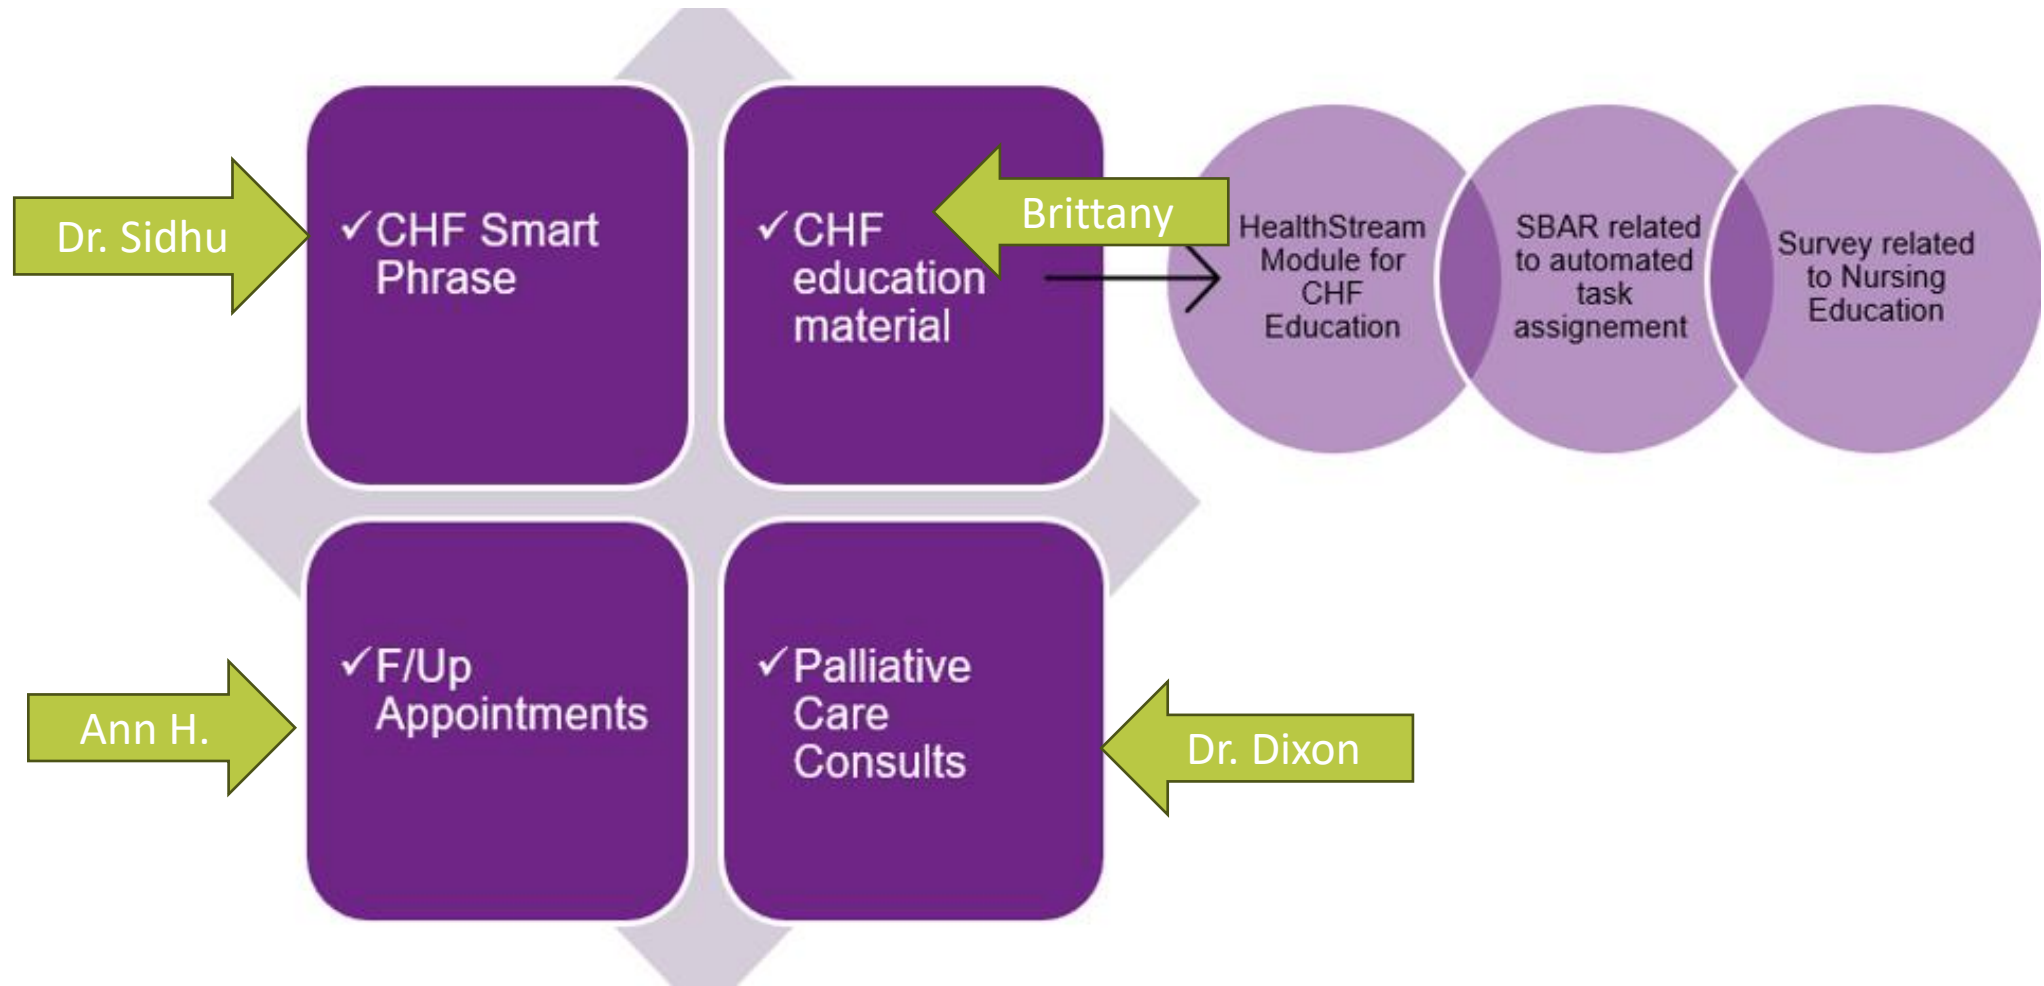 Dr. Sidhu
✓CHF Smart
Phrase
✓CHF
education
material
Brittany
HealthStream
Module for
CHF
Education
SBAR related
to automated
task
assignement
Survey related
to Nursing
Education
Ann H.
✓F/Up
Appointments
✓Palliative
Care
Consults
Dr. Dixon